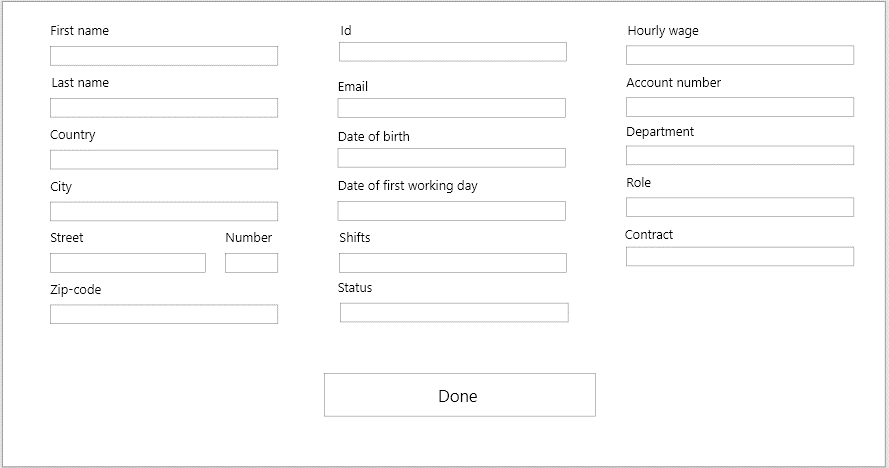 First name
Last name
Country
City
Street
Number
Zip-code
Id
Email
Date of birth
Date of first working day
Shifts
Status
Hourly wage
Account number
Department
Role
Contract
Done